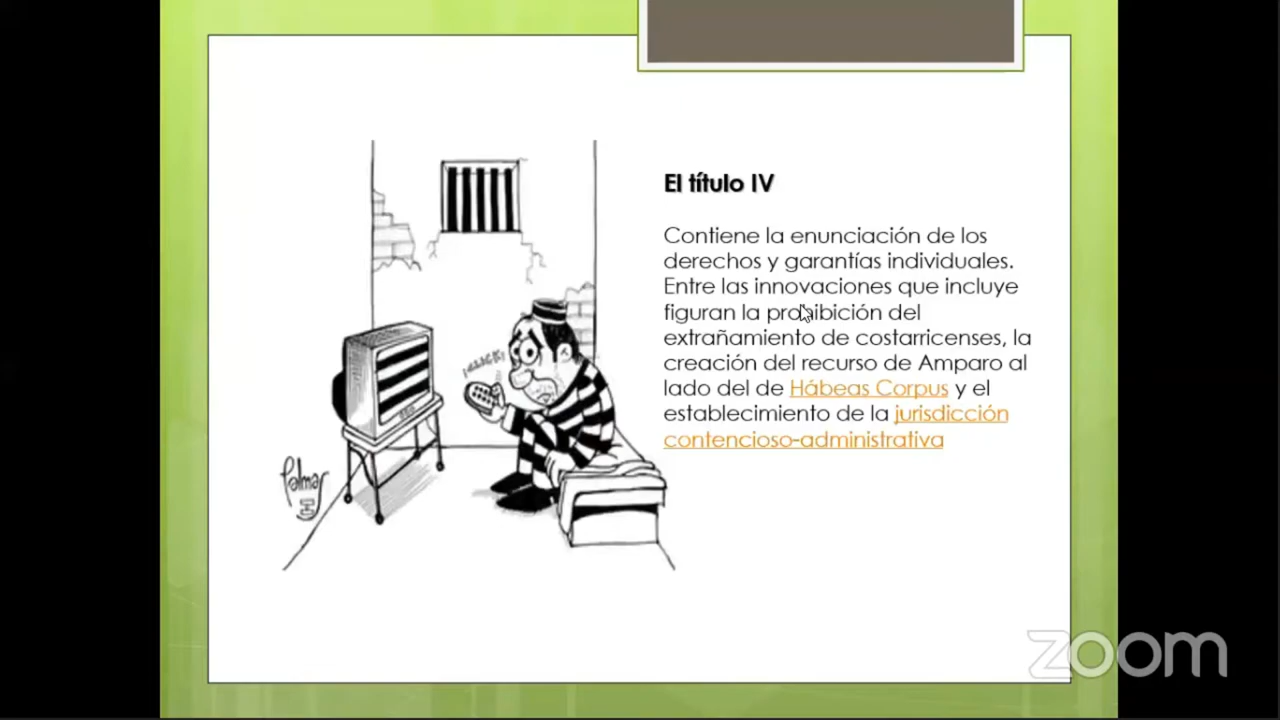 El título IV
Contiene la enunciación de los
derechos y garantías individuales.
Entre las innovaciones que incluye
figuran la prohibición del
extrañamiento de costarricenses, la
creación del recurso de Amparo al
lado del de Hábeas Corpus y el
establecimiento de la jurisdicción
contencioso-administrativa
¡CLICK!
Palmas
zoom